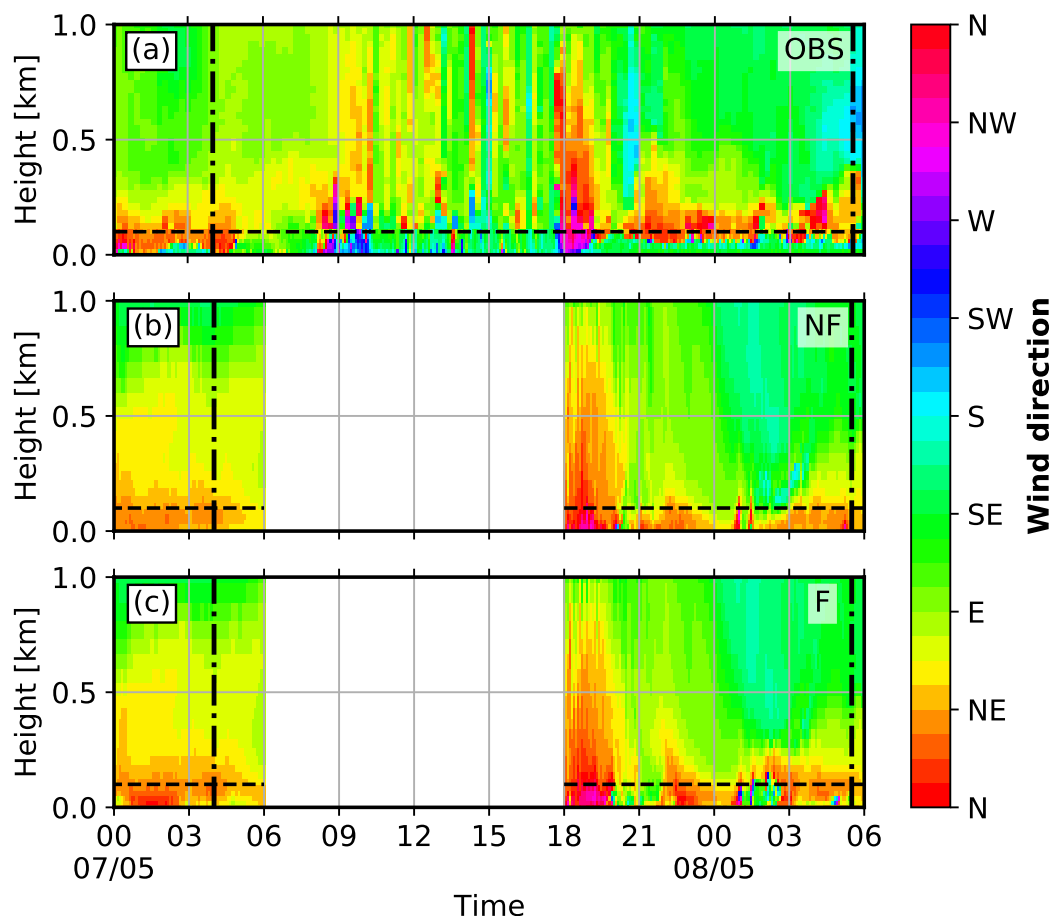 (a)
OBS
1.0
0.5
0.0
Height [km]
(b)
NF
1.0
0.5
0.0
Height [km]
(c)
F
1.0
0.5
0.0
Height [km]
00 03 06 09 12 15 18 21 00 03 06
07/05 08/05
Time
N
NW
W
SW
S
SE
E
NE
N
Wind direction